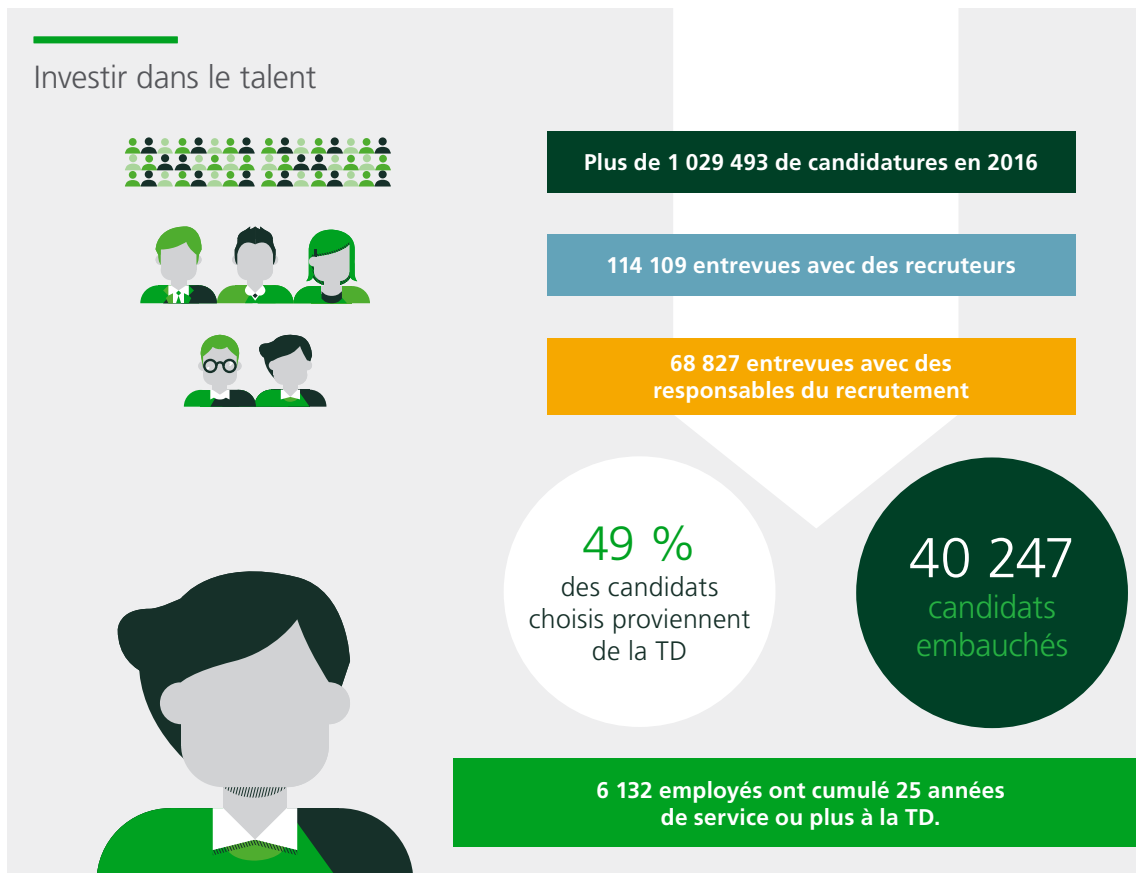 Investir dans le talent
Plus de 1 029 493 de candidatures en 2016
114 109 entrevues avec des recruteurs
68 827 entrevues avec des
responsables du recrutement
49 %
des candidats
choisis proviennent
de la TD
40 247
candidats
embauchés
6 132 employés ont cumulé 25 années
de service ou plus à la TD.